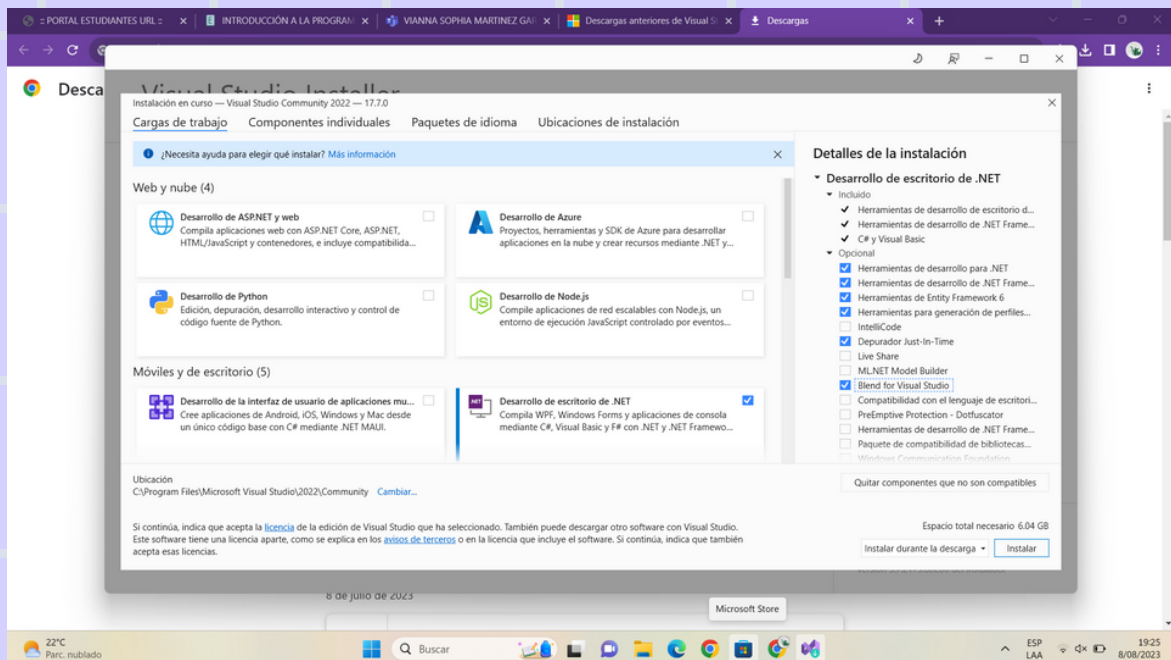 :: PORTAL ESTUDIANTES URL ::
INTRODUCCIÓN A LA PROGRAM
VIANNA SOPHIA MARTINEZ GAR
Descargas anteriores de Visual S
Descargas
Desca
Visual Studio Installer
Instalación en curso — Visual Studio Community 2022 — 17.7.0
Cargas de trabajo
Componentes individuales
Paquetes de idioma
Ubicaciones de instalación
¿Necesita ayuda para elegir qué instalar? Más información
Web y nube (4)
Desarrollo de ASP.NET y web
Compila aplicaciones web con ASP.NET Core, ASP.NET,
HTML/JavaScript y contenedores, e incluye compatibilida...
Desarrollo de Azure
Proyectos, herramientas y SDK de Azure para desarrollar
aplicaciones en la nube y crear recursos mediante .NET y...
Desarrollo de Python
Edición, depuración, desarrollo interactivo y control de
código fuente de Python.
Desarrollo de Node.js
Compile aplicaciones de red escalables con Node.js, un
entorno de ejecución JavaScript controlado por eventos...
Móviles y de escritorio (5)
Desarrollo de la interfaz de usuario de aplicaciones mu...
Cree aplicaciones de Android, iOS, Windows y Mac desde
un único código base con C# mediante .NET MAUI.
Desarrollo de escritorio de .NET
Compila WPF, Windows Forms y aplicaciones de consola
mediante C#, Visual Basic y F# con .NET y .NET Framewo...
Detalles de la instalación
Desarrollo de escritorio de .NET
Incluido
Herramientas de desarrollo de escritorio d...
Herramientas de desarrollo de .NET Frame...
C# y Visual Basic
Opcional
Herramientas de desarrollo para .NET
Herramientas de desarrollo de .NET Frame...
Herramientas de Entity Framework 6
Herramientas para generación de perfiles...
IntelliCode
Depurador Just-In-Time
Live Share
ML.NET Model Builder
Blend for Visual Studio
Compatibilidad con el lenguaje de escritori...
PreEmptive Protection - Dotfuscator
Herramientas de desarrollo de .NET Frame...
Paquete de compatibilidad de bibliotecas...
Windows Communication Foundation
Ubicación
C:\Program Files\Microsoft Visual Studio\2022\Community Cambiar...
Quitar componentes que no son compatibles
Si continúa, indica que acepta la licencia de la edición de Visual Studio que ha seleccionado. También puede descargar otro software con Visual Studio.
Este software tiene una licencia aparte, como se explica en los avisos de terceros o en la licencia que incluye el software. Si continúa, indica que también
acepta esas licencias.
Espacio total necesario 6.04 GB
Instalar durante la descarga
Instalar
8 de julio de 2023
Microsoft Store
22°C
Parc. nublado
Buscar
ESP
LAA
19:25
8/08/2023